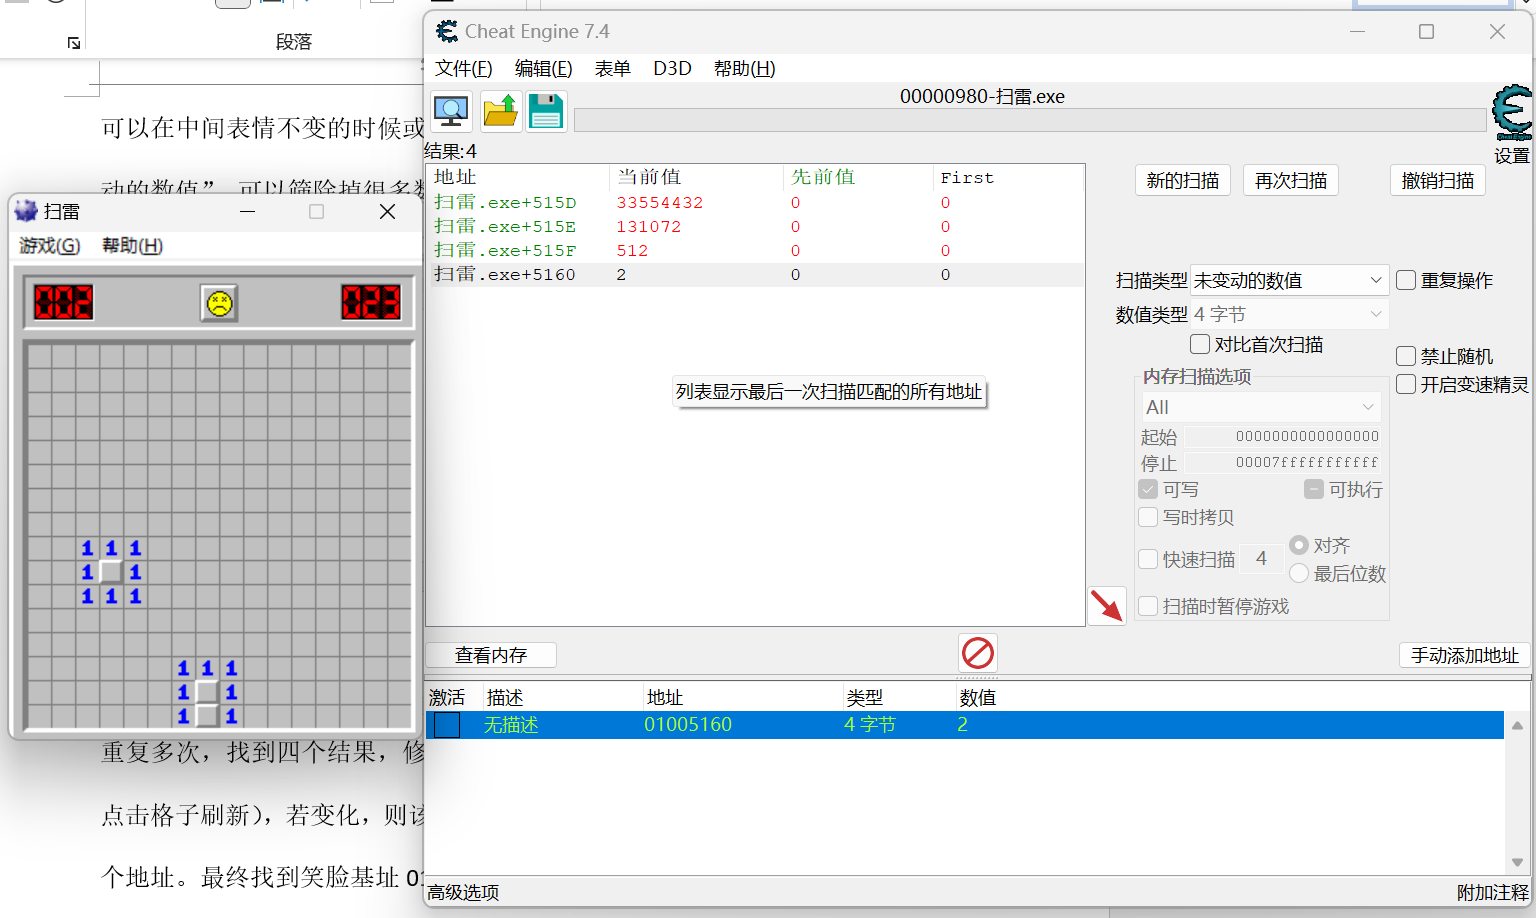 段落
可以在中间表情不变的时候或
扫雷
游戏(G) 帮助(H)
002
1 1 1
1 1
1 1 1
1 1 1
1 1
1 1
重复多次，找到四个结果，修
点击格子刷新），若变化，则该
个地址。最终找到笑脸基址 01
Cheat Engine 7.4
文件(F) 编辑(E) 表单 D3D 帮助(H)
00000980-扫雷.exe
Cheat Engine
设置
结果:4
地址 当前值 先前值 First
扫雷.exe+515D 33554432 0 0
扫雷.exe+515E 131072 0 0
扫雷.exe+515F 512 0 0
扫雷.exe+5160 2 0 0
列表显示最后一次扫描匹配的所有地址
新的扫描 再次扫描 撤销扫描
扫描类型 未变动的数值 重复操作
数值类型 4 字节
对比首次扫描
禁止随机
开启变速精灵
内存扫描选项
All
起始 0000000000000000
停止 00007fffffffffff
可写 可执行
写时拷贝
快速扫描 4 对齐
最后位数
扫描时暂停游戏
查看内存 手动添加地址
激活 描述 地址 类型 数值
无描述 01005160 4 字节 2
高级选项 附加注释